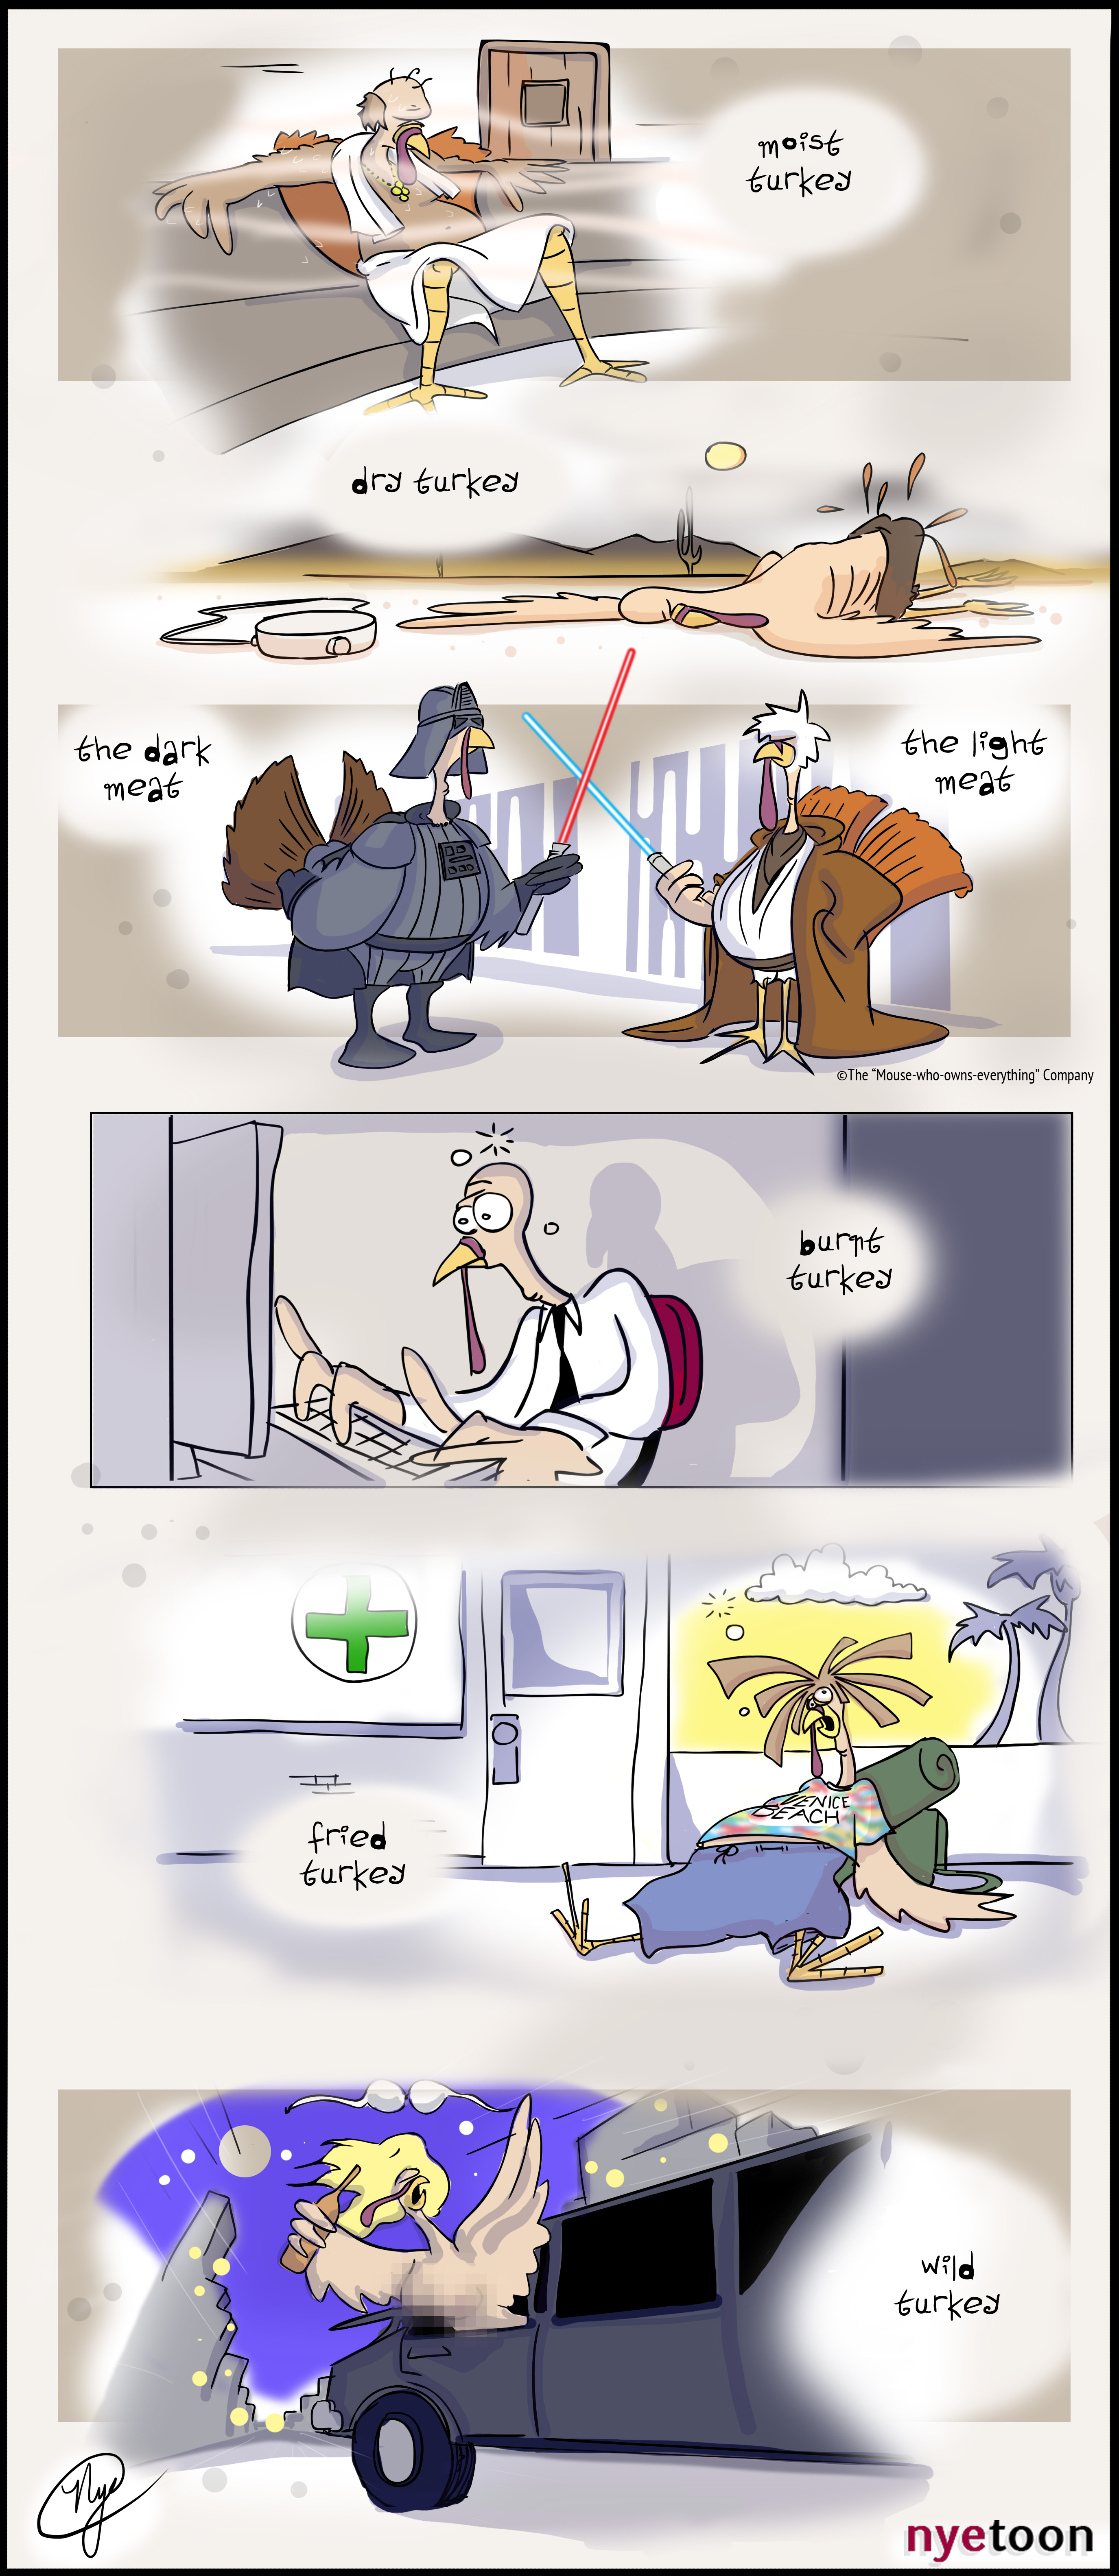 moist
turkey
dry turkey
the dark
meat
the light
meat
©The “Mouse-who-owns-everything” Company
burnt
turkey
VENICE
BEACH
fried
turkey
wild
turkey
Nye
nyetoon